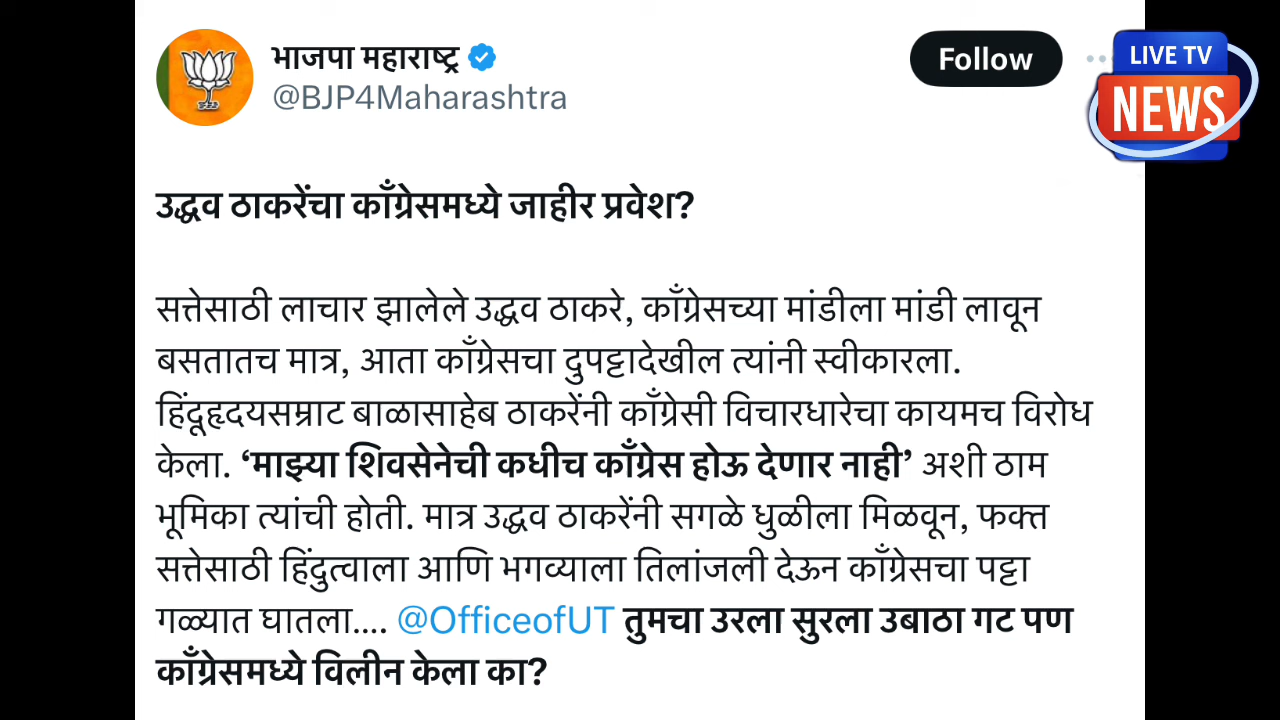 भाजपा महाराष्ट्र
@BJP4Maharashtra
Follow
LIVE TV
NEWS
उद्धव ठाकरेंचा काँग्रेसमध्ये जाहीर प्रवेश?
सत्तेसाठी लाचार झालेले उद्धव ठाकरे, काँग्रेसच्या मांडीला मांडी लावून
बसतातच मात्र, आता काँग्रेसचा दुपट्टादेखील त्यांनी स्वीकारला.
हिंदूहृदयसम्राट बाळासाहेब ठाकरेंनी काँग्रेसी विचारधारेचा कायमच विरोध
केला. ‘माझ्या शिवसेनेची कधीच काँग्रेस होऊ देणार नाही’ अशी ठाम
भूमिका त्यांची होती. मात्र उद्धव ठाकरेंनी सगळे धुळीला मिळवून, फक्त
सत्तेसाठी हिंदुत्वाला आणि भगव्याला तिलांजली देऊन काँग्रेसचा पट्टा
गळ्यात घातला.... @OfficeofUT तुमचा उरला सुरला उबाठा गट पण
काँग्रेसमध्ये विलीन केला का?